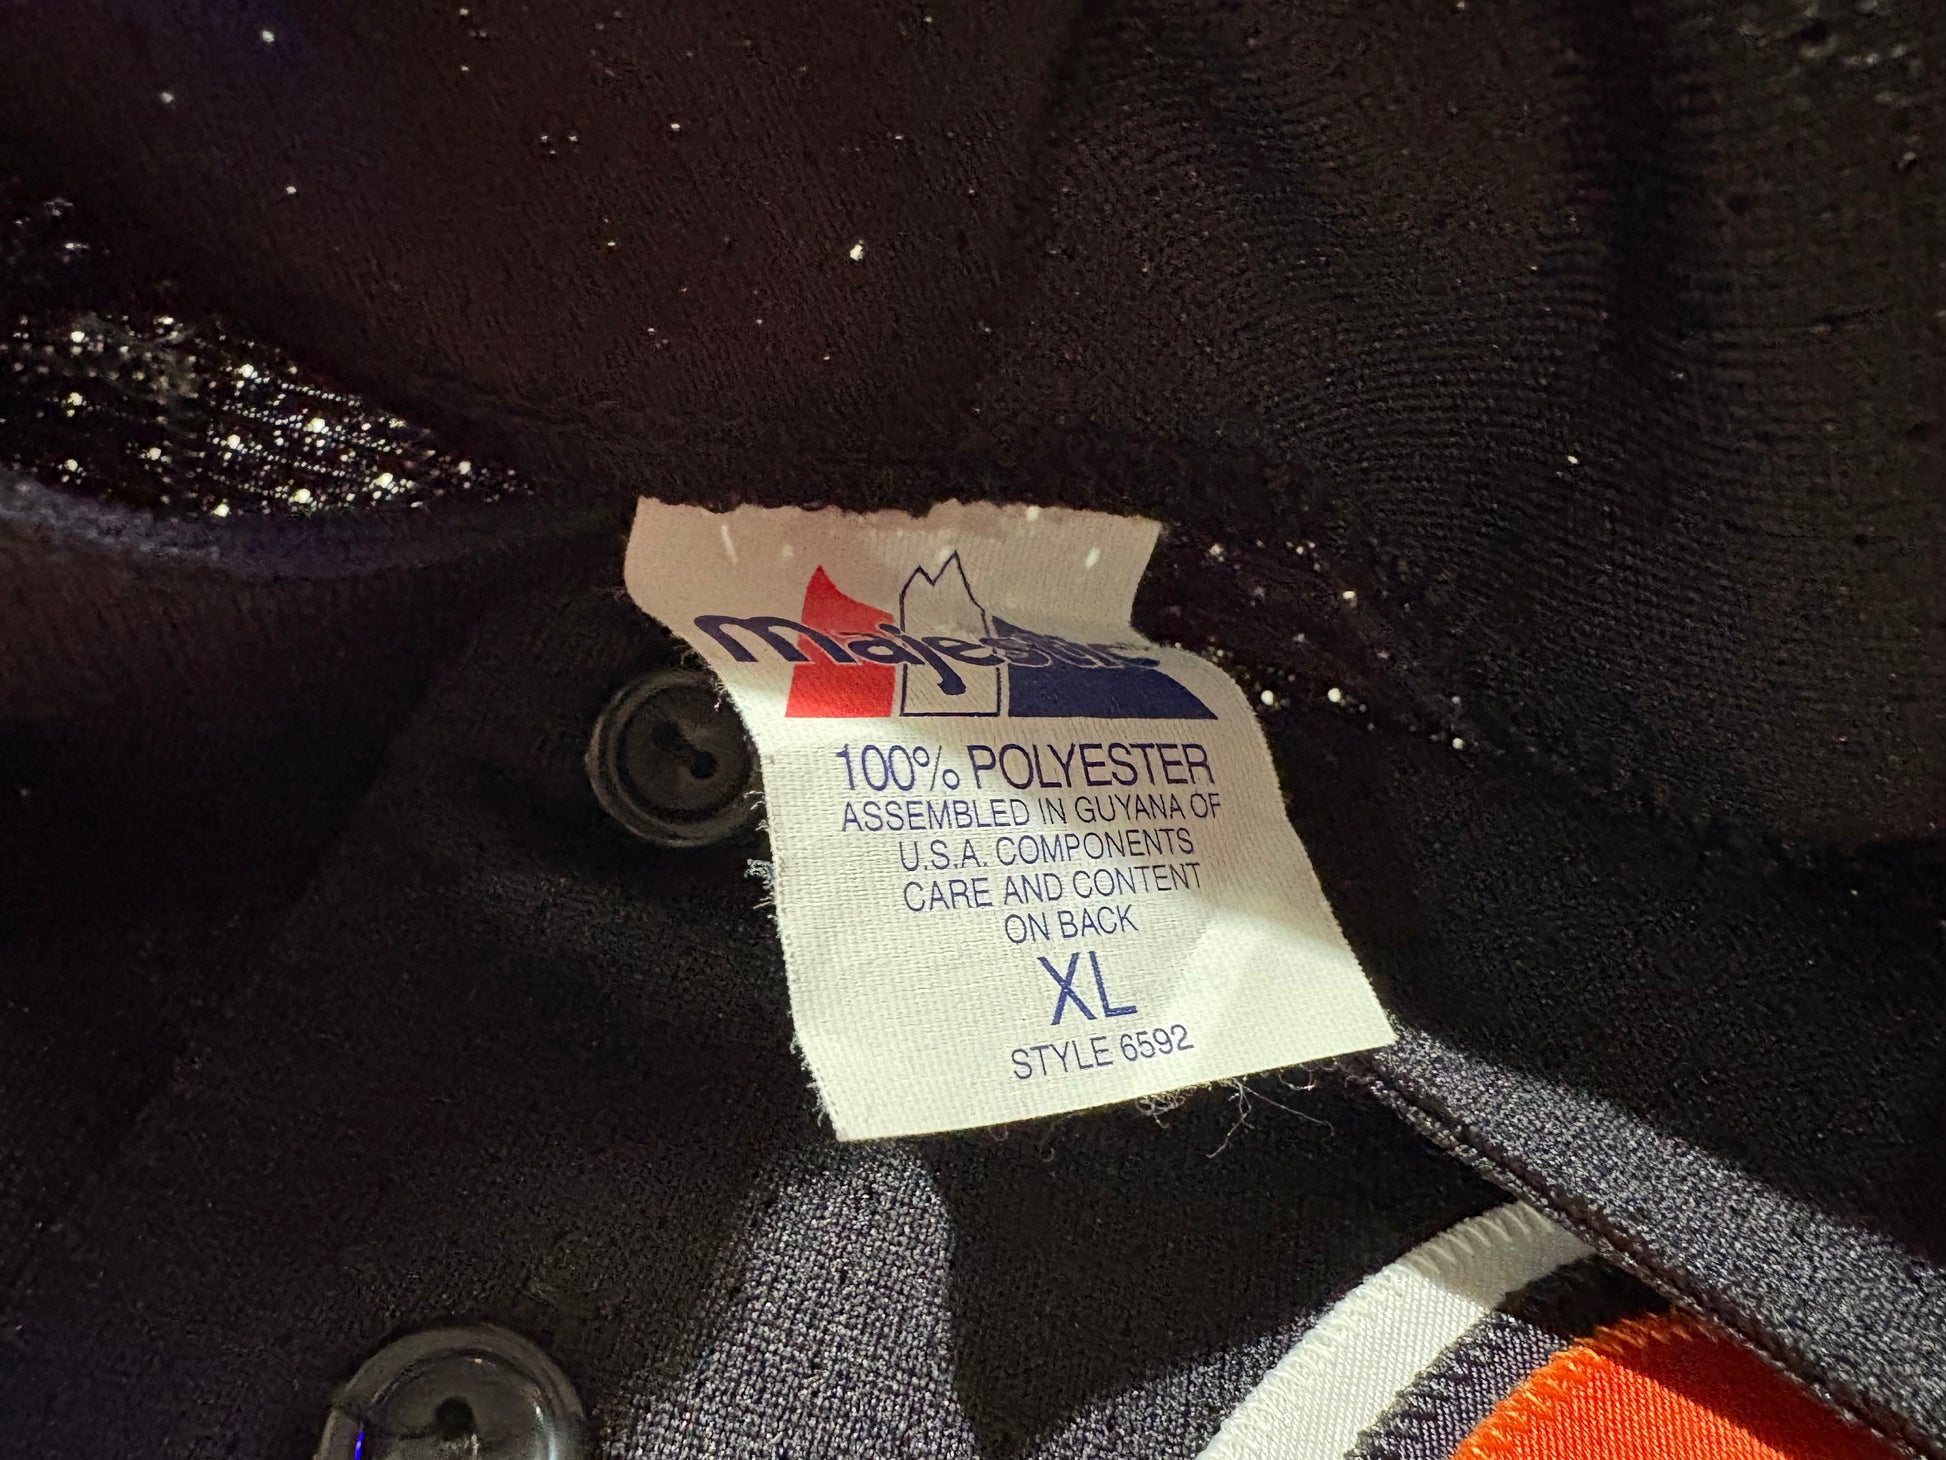 Majestic
100% POLYESTER
ASSEMBLED IN GUYANA OF
U.S.A. COMPONENTS
CARE AND CONTENT
ON BACK
XL
STYLE 6592